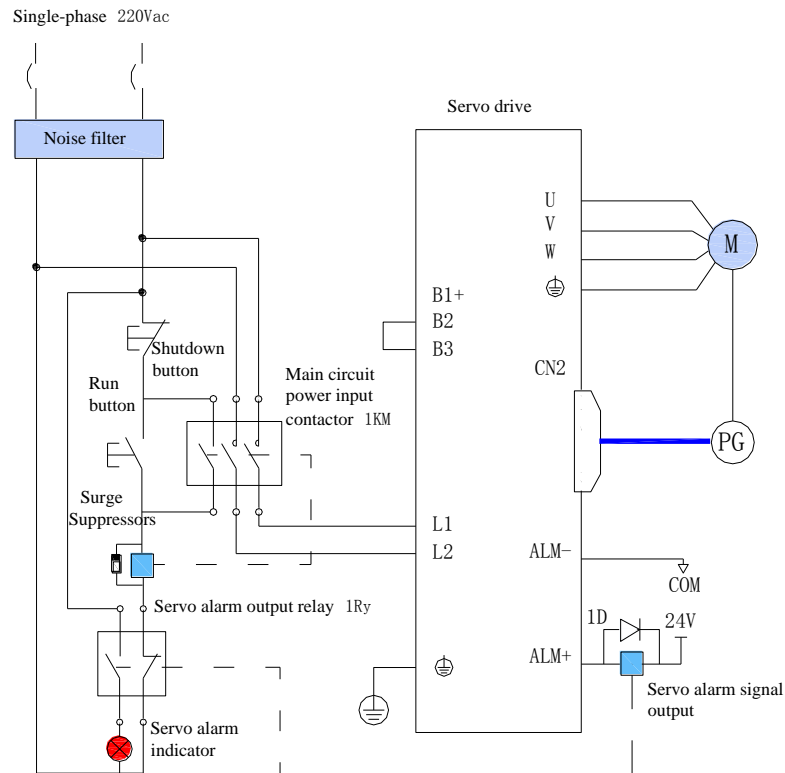 Single-phase 220Vac
Noise filter
Servo drive
U
V
W
M
B1+
B2
B3
CN2
Shutdown
button
Run
button
Main circuit
power input
contactor 1KM
PG
Surge
Suppressors
L1
L2
ALM-
COM
Servo alarm output relay 1Ry
1D
24V
ALM+
Servo alarm signal
output
Servo alarm
indicator